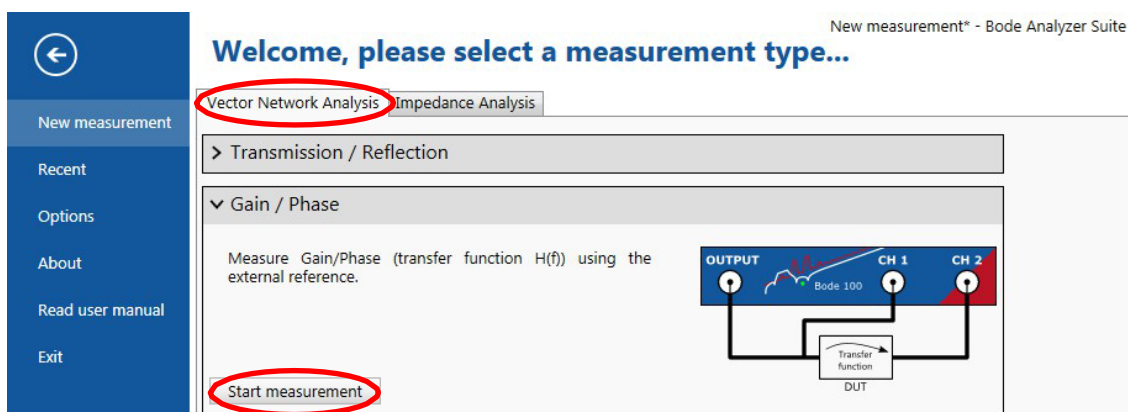 New measurement* - Bode Analyzer Suite
Welcome, please select a measurement type...
Vector Network Analysis
Impedance Analysis
New measurement
Recent
Options
About
Read user manual
Exit
Transmission / Reflection
Gain / Phase
Measure Gain/Phase (transfer function H(f)) using the
external reference.
OUTPUT
CH 1
CH 2
Bode 100
Transfer
function
DUT
Start measurement